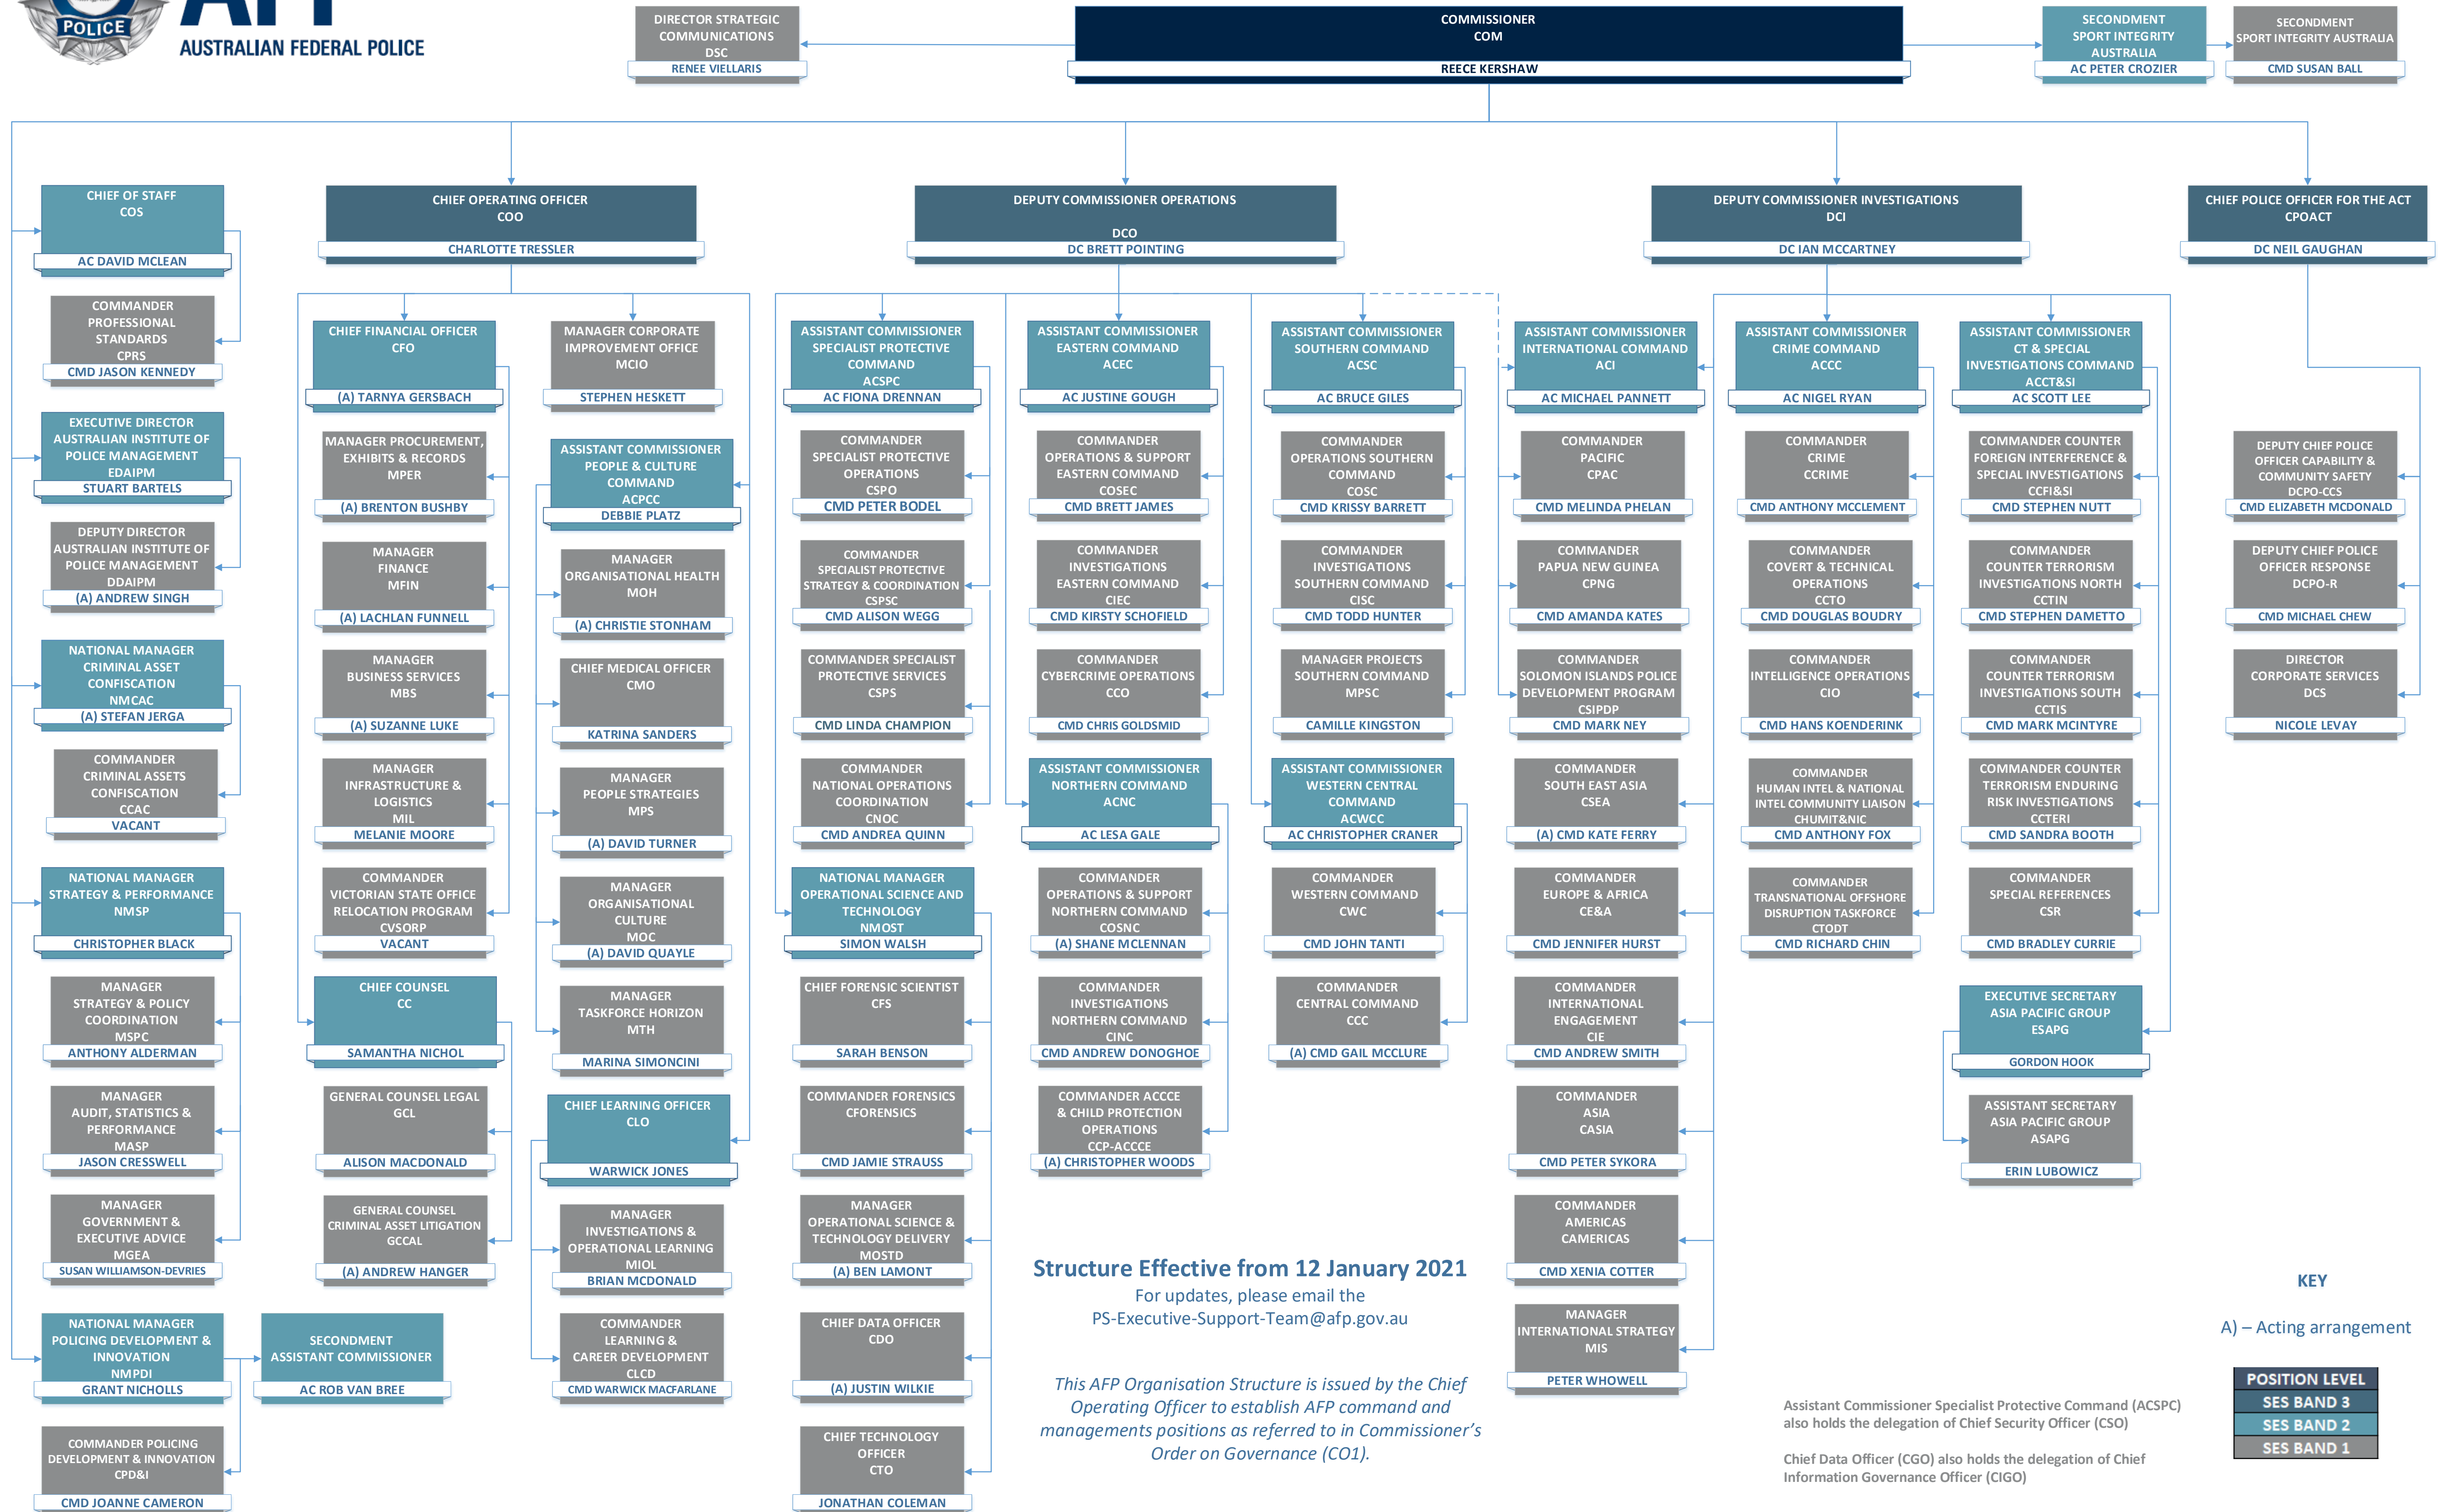 POLICE
AUSTRALIAN FEDERAL POLICE
DIRECTOR STRATEGIC
COMMUNICATIONS
DSC
RENEE VIELLARIS
COMMISSIONER
COM
REECE KERSHAW
SECONDMENT
SPORT INTEGRITY
AUSTRALIA
AC PETER CROZIER
SECONDMENT
SPORT INTEGRITY AUSTRALIA
CMD SUSAN BALL
CHIEF OF STAFF
COS
AC DAVID MCLEAN
COMMANDER
PROFESSIONAL
STANDARDS
CPRS
CMD JASON KENNEDY
EXECUTIVE DIRECTOR
AUSTRALIAN INSTITUTE OF
POLICE MANAGEMENT
EDAIPM
STUART BARTELS
DEPUTY DIRECTOR
AUSTRALIAN INSTITUTE OF
POLICE MANAGEMENT
DDAIPM
(A) ANDREW SINGH
NATIONAL MANAGER
CRIMINAL ASSET
CONFISCATION
NMCAC
(A) STEFAN JERGA
COMMANDER
CRIMINAL ASSETS
CONFISCATION
CCAC
VACANT
NATIONAL MANAGER
STRATEGY & PERFORMANCE
NMSP
CHRISTOPHER BLACK
MANAGER
STRATEGY & POLICY
COORDINATION
MSPC
ANTHONY ALDERMAN
MANAGER
AUDIT, STATISTICS &
PERFORMANCE
MASP
JASON CRESSWELL
MANAGER
GOVERNMENT &
EXECUTIVE ADVICE
MGEA
SUSAN WILLIAMSON-DEVRIES
NATIONAL MANAGER
POLICING DEVELOPMENT &
INNOVATION
NMPDI
GRANT NICHOLLS
SECONDMENT
ASSISTANT COMMISSIONER
AC ROB VAN BREE
COMMANDER POLICING
DEVELOPMENT & INNOVATION
CPD&I
CMD JOANNE CAMERON
CHIEF OPERATING OFFICER
COO
CHARLOTTE TRESSLER
CHIEF FINANCIAL OFFICER
CFO
(A) TARNYA GERSBACH
MANAGER PROCUREMENT,
EXHIBITS & RECORDS
MPER
(A) BRENTON BUSHBY
MANAGER
FINANCE
MFIN
(A) LACHLAN FUNNELL
MANAGER
BUSINESS SERVICES
MBS
(A) SUZANNE LUKE
MANAGER
INFRASTRUCTURE &
LOGISTICS
MIL
MELANIE MOORE
COMMANDER
VICTORIAN STATE OFFICE
RELOCATION PROGRAM
CVSORP
VACANT
CHIEF COUNSEL
CC
SAMANTHA NICHOL
GENERAL COUNSEL LEGAL
GCL
ALISON MACDONALD
GENERAL COUNSEL
CRIMINAL ASSET LITIGATION
GCCAL
(A) ANDREW HANGER
MANAGER CORPORATE
IMPROVEMENT OFFICE
MCIO
STEPHEN HESKETT
ASSISTANT COMMISSIONER
PEOPLE & CULTURE
COMMAND
ACPCC
DEBBIE PLATZ
MANAGER
ORGANISATIONAL HEALTH
MOH
(A) CHRISTIE STONHAM
CHIEF MEDICAL OFFICER
CMO
KATRINA SANDERS
MANAGER
PEOPLE STRATEGIES
MPS
(A) DAVID TURNER
MANAGER
ORGANISATIONAL
CULTURE
MOC
(A) DAVID QUAYLE
MANAGER
TASKFORCE HORIZON
MTH
MARINA SIMONCINI
CHIEF LEARNING OFFICER
CLO
WARWICK JONES
MANAGER
INVESTIGATIONS &
OPERATIONAL LEARNING
MIOL
BRIAN MCDONALD
COMMANDER
LEARNING &
CAREER DEVELOPMENT
CLCD
CMD WARWICK MACFARLANE
DEPUTY COMMISSIONER OPERATIONS
DCO
DC BRETT POINTING
ASSISTANT COMMISSIONER
SPECIALIST PROTECTIVE
COMMAND
ACSPC
AC FIONA DRENNAN
COMMANDER
SPECIALIST PROTECTIVE
OPERATIONS
CSPO
CMD PETER BODEL
COMMANDER
SPECIALIST PROTECTIVE
STRATEGY & COORDINATION
CSPSC
CMD ALISON WEGG
COMMANDER SPECIALIST
PROTECTIVE SERVICES
CSPS
CMD LINDA CHAMPION
COMMANDER
NATIONAL OPERATIONS
COORDINATION
CNOC
CMD ANDREA QUINN
NATIONAL MANAGER
OPERATIONAL SCIENCE AND
TECHNOLOGY
NMOST
SIMON WALSH
CHIEF FORENSIC SCIENTIST
CFS
SARAH BENSON
COMMANDER FORENSICS
CFORENSICS
CMD JAMIE STRAUSS
MANAGER
OPERATIONAL SCIENCE &
TECHNOLOGY DELIVERY
MOSTD
(A) BEN LAMONT
CHIEF DATA OFFICER
CDO
(A) JUSTIN WILKIE
CHIEF TECHNOLOGY
OFFICER
CTO
JONATHAN COLEMAN
ASSISTANT COMMISSIONER
EASTERN COMMAND
ACEC
AC JUSTINE GOUGH
COMMANDER
OPERATIONS & SUPPORT
EASTERN COMMAND
COSEC
CMD BRETT JAMES
COMMANDER
INVESTIGATIONS
EASTERN COMMAND
CIEC
CMD KIRSTY SCHOFIELD
COMMANDER
CYBERCRIME OPERATIONS
CCO
CMD CHRIS GOLDSMID
ASSISTANT COMMISSIONER
NORTHERN COMMAND
ACNC
AC LESA GALE
COMMANDER
OPERATIONS & SUPPORT
NORTHERN COMMAND
COSNC
(A) SHANE MCLENNAN
COMMANDER
INVESTIGATIONS
NORTHERN COMMAND
CINC
CMD ANDREW DONOGHOE
COMMANDER ACCCE
& CHILD PROTECTION
OPERATIONS
CCP-ACCCE
(A) CHRISTOPHER WOODS
ASSISTANT COMMISSIONER
SOUTHERN COMMAND
ACSC
AC BRUCE GILES
COMMANDER
OPERATIONS SOUTHERN
COMMAND
COSC
CMD KRISSY BARRETT
COMMANDER
INVESTIGATIONS
SOUTHERN COMMAND
CISC
CMD TODD HUNTER
MANAGER PROJECTS
SOUTHERN COMMAND
MPSC
CAMILLE KINGSTON
ASSISTANT COMMISSIONER
WESTERN CENTRAL
COMMAND
ACWCC
AC CHRISTOPHER CRANER
COMMANDER
WESTERN COMMAND
CWC
CMD JOHN TANTI
COMMANDER
CENTRAL COMMAND
CCC
(A) CMD GAIL MCCLURE
DEPUTY COMMISSIONER INVESTIGATIONS
DCI
DC IAN MCCARTNEY
ASSISTANT COMMISSIONER
INTERNATIONAL COMMAND
ACI
AC MICHAEL PANNETT
COMMANDER
PACIFIC
CPAC
CMD MELINDA PHELAN
COMMANDER
PAPUA NEW GUINEA
CPNG
CMD AMANDA KATES
COMMANDER
SOLOMON ISLANDS POLICE
DEVELOPMENT PROGRAM
CSIPDP
CMD MARK NEY
COMMANDER
SOUTH EAST ASIA
CSEA
(A) CMD KATE FERRY
COMMANDER
EUROPE & AFRICA
CE&A
CMD JENNIFER HURST
COMMANDER
INTERNATIONAL
ENGAGEMENT
CIE
CMD ANDREW SMITH
COMMANDER
ASIA
CASIA
CMD PETER SYKORA
COMMANDER
AMERICAS
CAMERICAS
CMD XENIA COTTER
MANAGER
INTERNATIONAL STRATEGY
MIS
PETER WHOWELL
ASSISTANT COMMISSIONER
CRIME COMMAND
ACCC
AC NIGEL RYAN
COMMANDER
CRIME
CCRIME
CMD ANTHONY MCCLEMENT
COMMANDER
COVERT & TECHNICAL
OPERATIONS
CCTO
CMD DOUGLAS BOUDRY
COMMANDER
INTELLIGENCE OPERATIONS
CIO
CMD HANS KOENDERINK
COMMANDER
HUMAN INTEL & NATIONAL
INTEL COMMUNITY LIAISON
CHUMIT&NIC
CMD ANTHONY FOX
COMMANDER
TRANSNATIONAL OFFSHORE
DISRUPTION TASKFORCE
CTODT
CMD RICHARD CHIN
ASSISTANT COMMISSIONER
CT & SPECIAL
INVESTIGATIONS COMMAND
ACCT&SI
AC SCOTT LEE
COMMANDER COUNTER
FOREIGN INTERFERENCE &
SPECIAL INVESTIGATIONS
CCFI&SI
CMD STEPHEN NUTT
COMMANDER
COUNTER TERRORISM
INVESTIGATIONS NORTH
CCTIN
CMD STEPHEN DAMETTO
COMMANDER
COUNTER TERRORISM
INVESTIGATIONS SOUTH
CCTIS
CMD MARK MCINTYRE
COMMANDER COUNTER
TERRORISM ENDURING
RISK INVESTIGATIONS
CCTERI
CMD SANDRA BOOTH
COMMANDER
SPECIAL REFERENCES
CSR
CMD BRADLEY CURRIE
EXECUTIVE SECRETARY
ASIA PACIFIC GROUP
ESAPG
GORDON HOOK
ASSISTANT SECRETARY
ASIA PACIFIC GROUP
ASAPG
ERIN LUBOWICZ
CHIEF POLICE OFFICER FOR THE ACT
CPOACT
DC NEIL GAUGHAN
DEPUTY CHIEF POLICE
OFFICER CAPABILITY &
COMMUNITY SAFETY
DCPO-CCS
CMD ELIZABETH MCDONALD
DEPUTY CHIEF POLICE
OFFICER RESPONSE
DCPO-R
CMD MICHAEL CHEW
DIRECTOR
CORPORATE SERVICES
DCS
NICOLE LEVAY
Structure Effective from 12 January 2021
For updates, please email the
PS-Executive-Support-Team@afp.gov.au
This AFP Organisation Structure is issued by the Chief
Operating Officer to establish AFP command and
managements positions as referred to in Commissioner's
Order on Governance (CO1).
Assistant Commissioner Specialist Protective Command (ACSPC)
also holds the delegation of Chief Security Officer (CSO)
Chief Data Officer (CGO) also holds the delegation of Chief
Information Governance Officer (CIGO)
KEY
A) – Acting arrangement
POSITION LEVEL
SES BAND 3
SES BAND 2
SES BAND 1